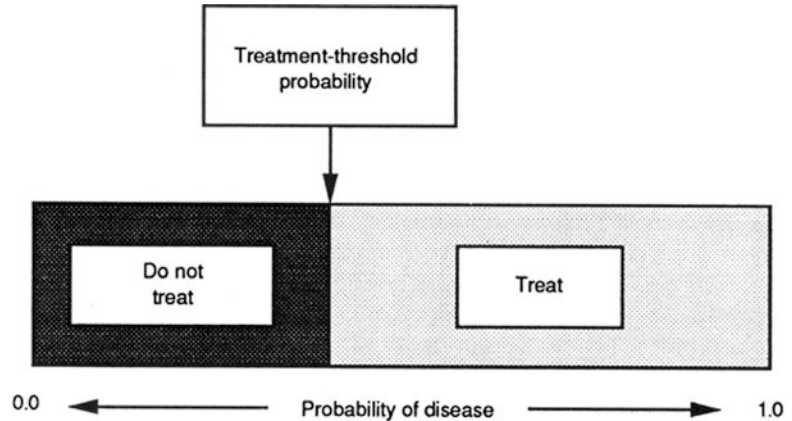 Treatment-threshold
probability
Do not
treat
Treat
0.0
Probability of disease
1.0